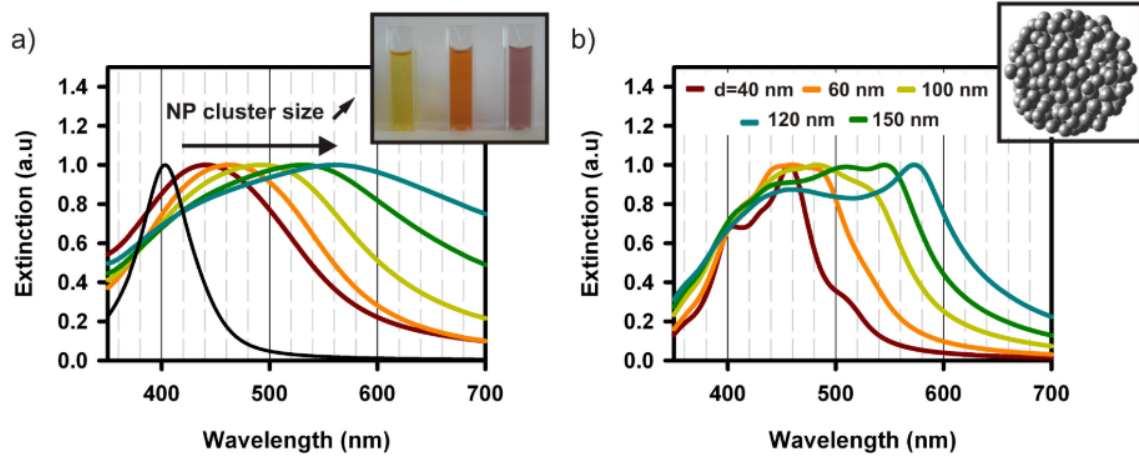 a)
NP cluster size ↗
Extinction (a.u)
1.4
1.2
1.0
0.8
0.6
0.4
0.2
0.0
400 500 600 700
Wavelength (nm)
b)
d=40 nm 60 nm 100 nm
120 nm 150 nm
Extinction (a.u)
1.4
1.2
1.0
0.8
0.6
0.4
0.2
0.0
400 500 600 700
Wavelength (nm)